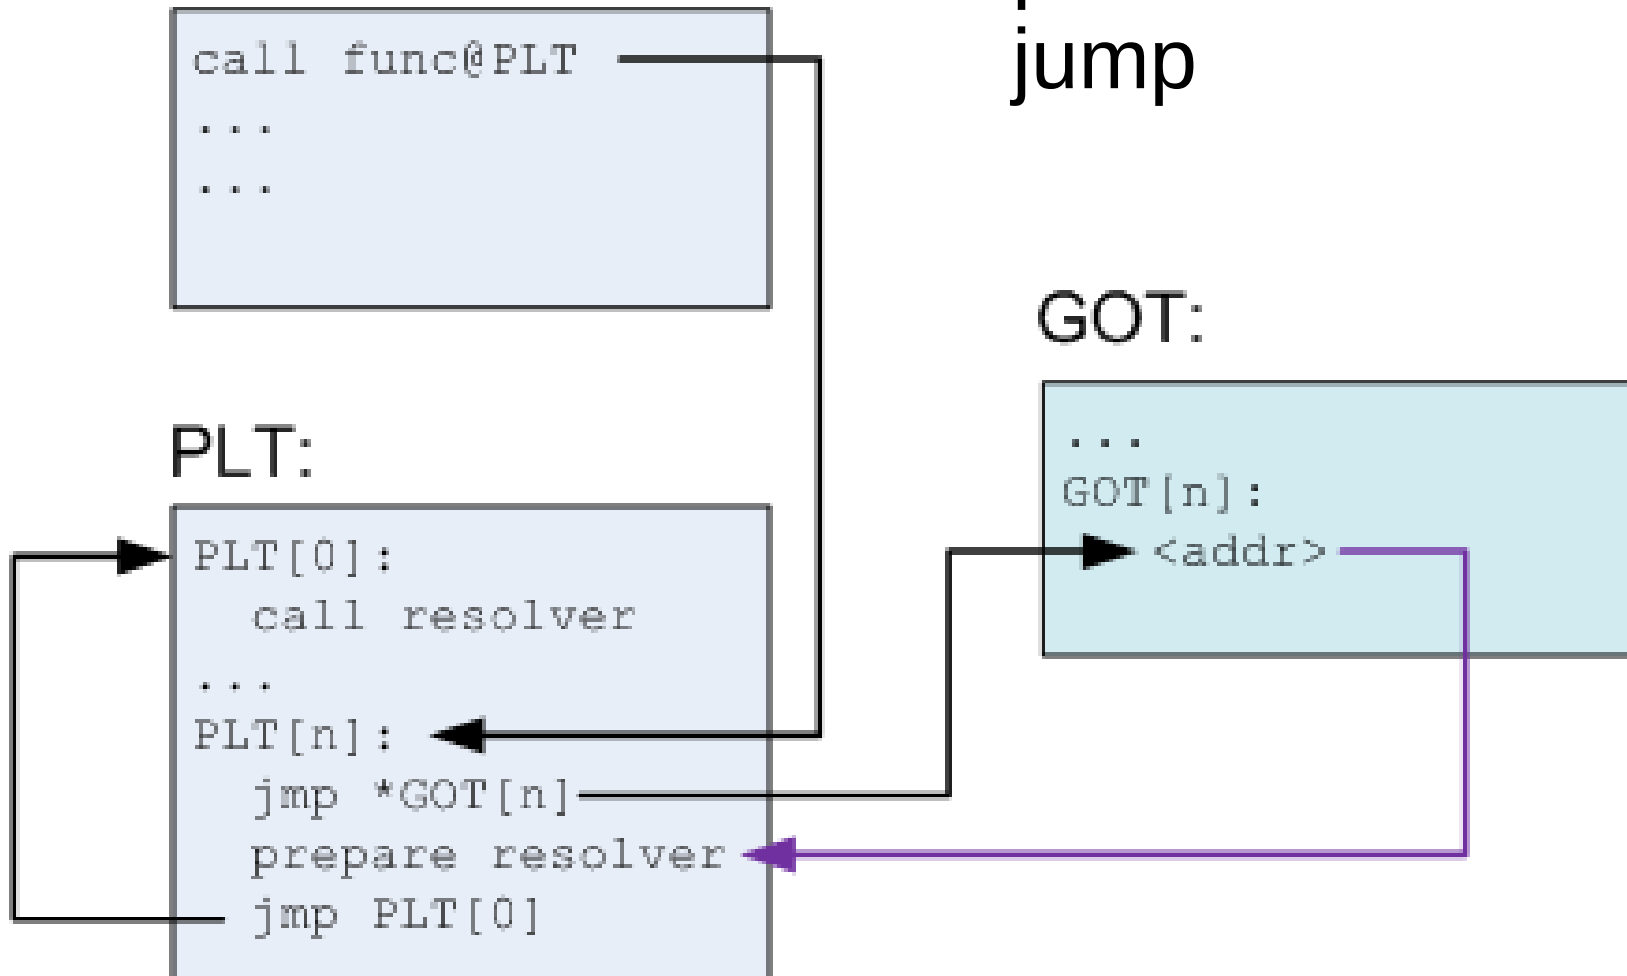 call func@PLT
...
...
jump
PLT:
PLT[0]:
call resolver
...
PLT[n]:
jmp *GOT[n]
prepare resolver
jmp PLT[0]
GOT:
...
GOT[n]:
<addr>